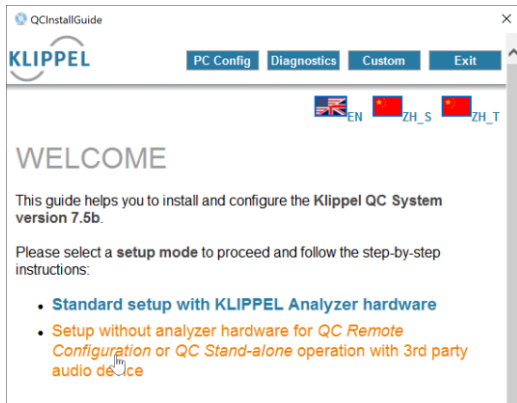 QCInstallGuide
KLIPPEL
PC Config Diagnostics Custom Exit
EN ZH_S ZH_T
WELCOME
This guide helps you to install and configure the Klippel QC System
version 7.5b.
Please select a setup mode to proceed and follow the step-by-step
instructions:
• Standard setup with KLIPPEL Analyzer hardware
• Setup without analyzer hardware for QC Remote
Configuration or QC Stand-alone operation with 3rd party
audio device